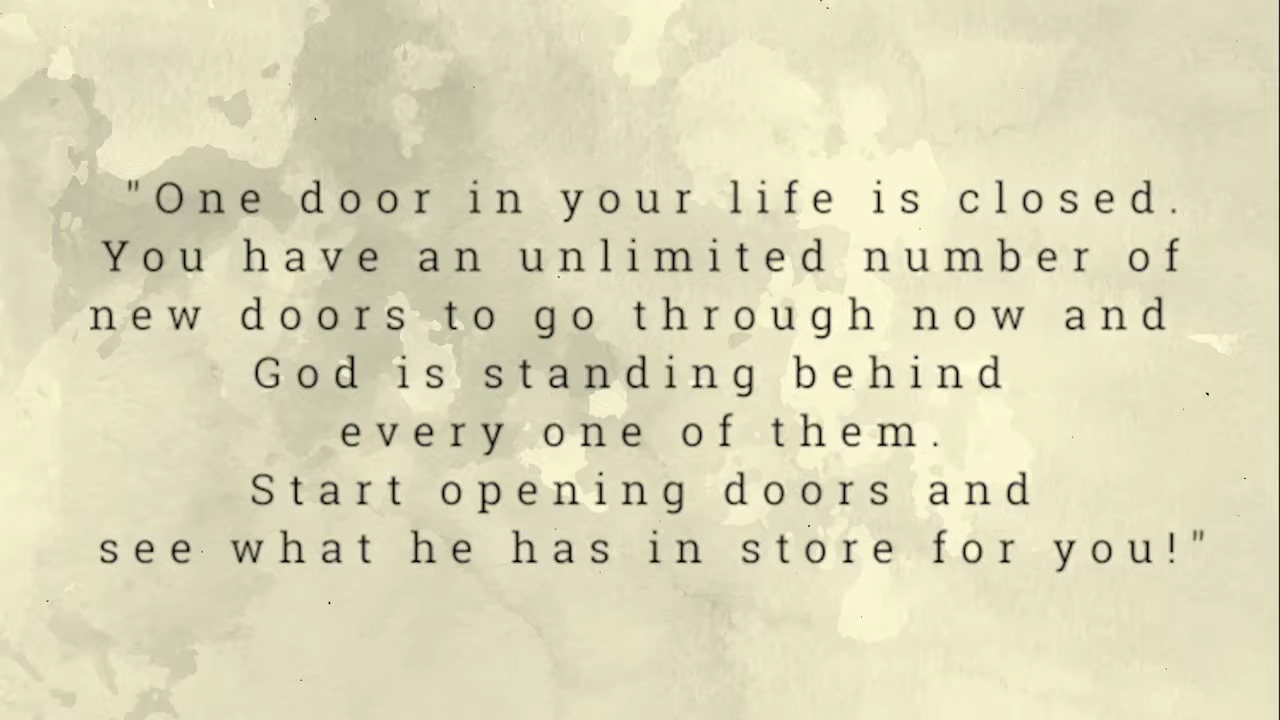 "One door in your life is closed.
You have an unlimited number of
new doors to go through now and
God is standing behind
every one of them.
Start opening doors and
see what he has in store for you!"